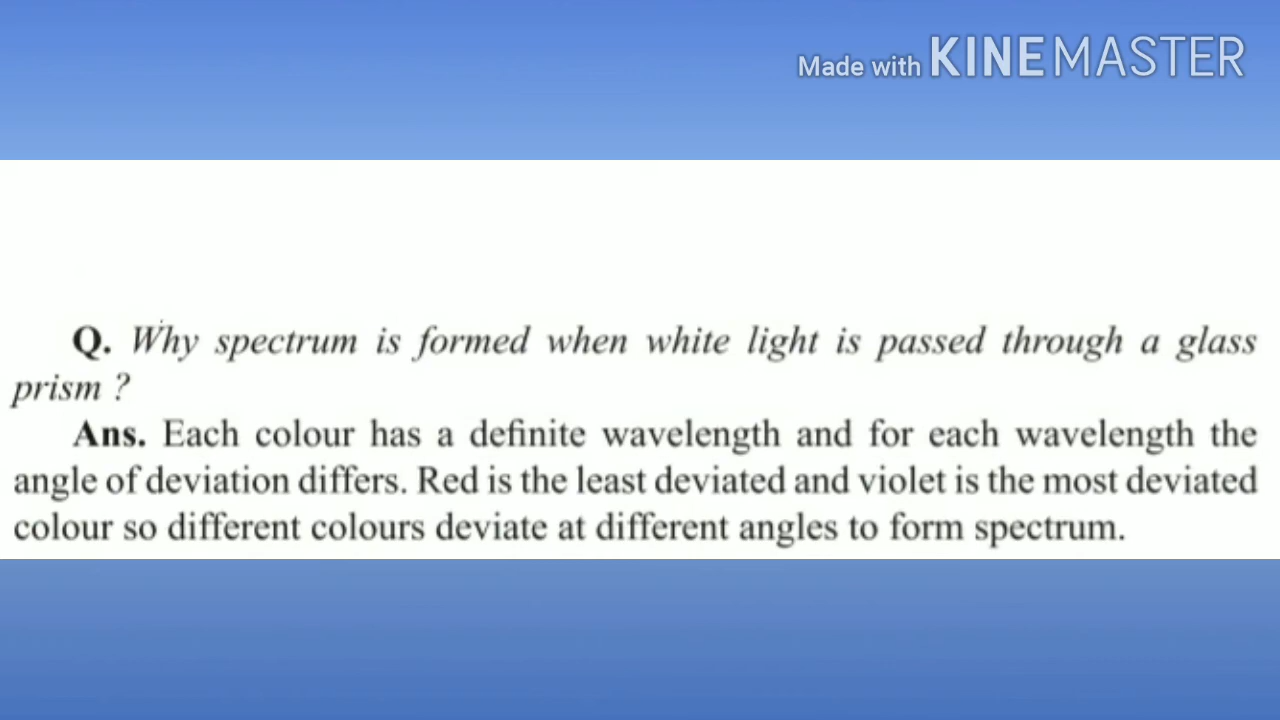 Made with KINEMASTER
Q. Why spectrum is formed when white light is passed through a glass
prism ?
Ans. Each colour has a definite wavelength and for each wavelength the
angle of deviation differs. Red is the least deviated and violet is the most deviated
colour so different colours deviate at different angles to form spectrum.